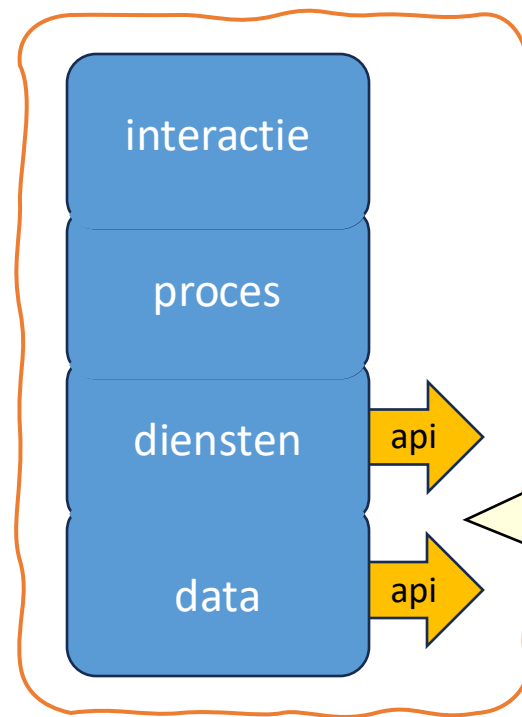 interactie
proces
diensten
api
data
api